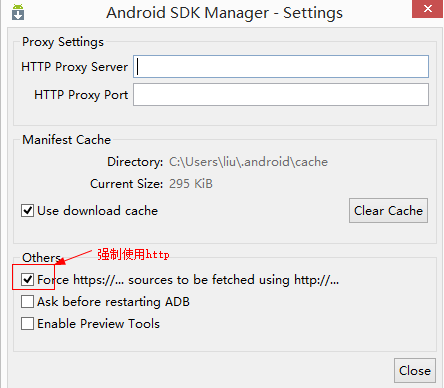 Android SDK Manager - Settings
Proxy Settings
HTTP Proxy Server
HTTP Proxy Port
Manifest Cache
Directory: C:\Users\liu\.android\cache
Current Size: 295 KiB
Use download cache
Clear Cache
Others
强制使用http
Force https://... sources to be fetched using http://...
Ask before restarting ADB
Enable Preview Tools
Close